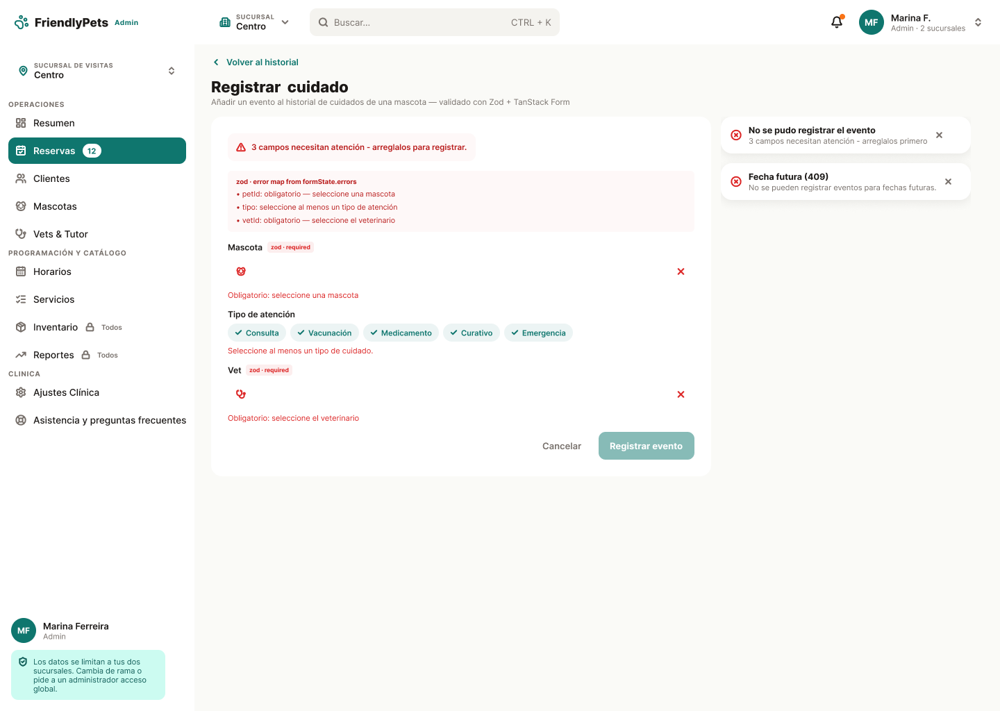 FriendlyPets Admin
SUCURSAL
Centro
Buscar...
CTRL + K
MF
Marina F.
Admin · 2 sucursales
SUCURSAL DE VISITAS
Centro
OPERACIONES
Resumen
Reservas 12
Clientes
Mascotas
Vets & Tutor
PROGRAMACIÓN Y CATÁLOGO
Horarios
Servicios
Inventario Todos
Reportes Todos
CLINICA
Ajustes Clínica
Asistencia y preguntas frecuentes
MF
Marina Ferreira
Admin
Los datos se limitan a tus dos
sucursales. Cambia de rama o
pide a un administrador acceso
global.
Volver al historial
Registrar cuidado
Añadir un evento al historial de cuidados de una mascota — validado con Zod + TanStack Form
3 campos necesitan atención - arreglalos para registrar.
zod · error map from formState.errors
• petId: obligatorio — seleccione una mascota
• tipo: seleccione al menos un tipo de atención
• vetId: obligatorio — seleccione el veterinario
Mascota zod · required
Obligatorio: seleccione una mascota
Tipo de atención
Consulta Vacunación Medicamento Curativo Emergencia
Seleccione al menos un tipo de cuidado.
Vet zod · required
Obligatorio: seleccione el veterinario
Cancelar Registrar evento
No se pudo registrar el evento
3 campos necesitan atención - arreglalos primero
Fecha futura (409)
No se pueden registrar eventos para fechas futuras.